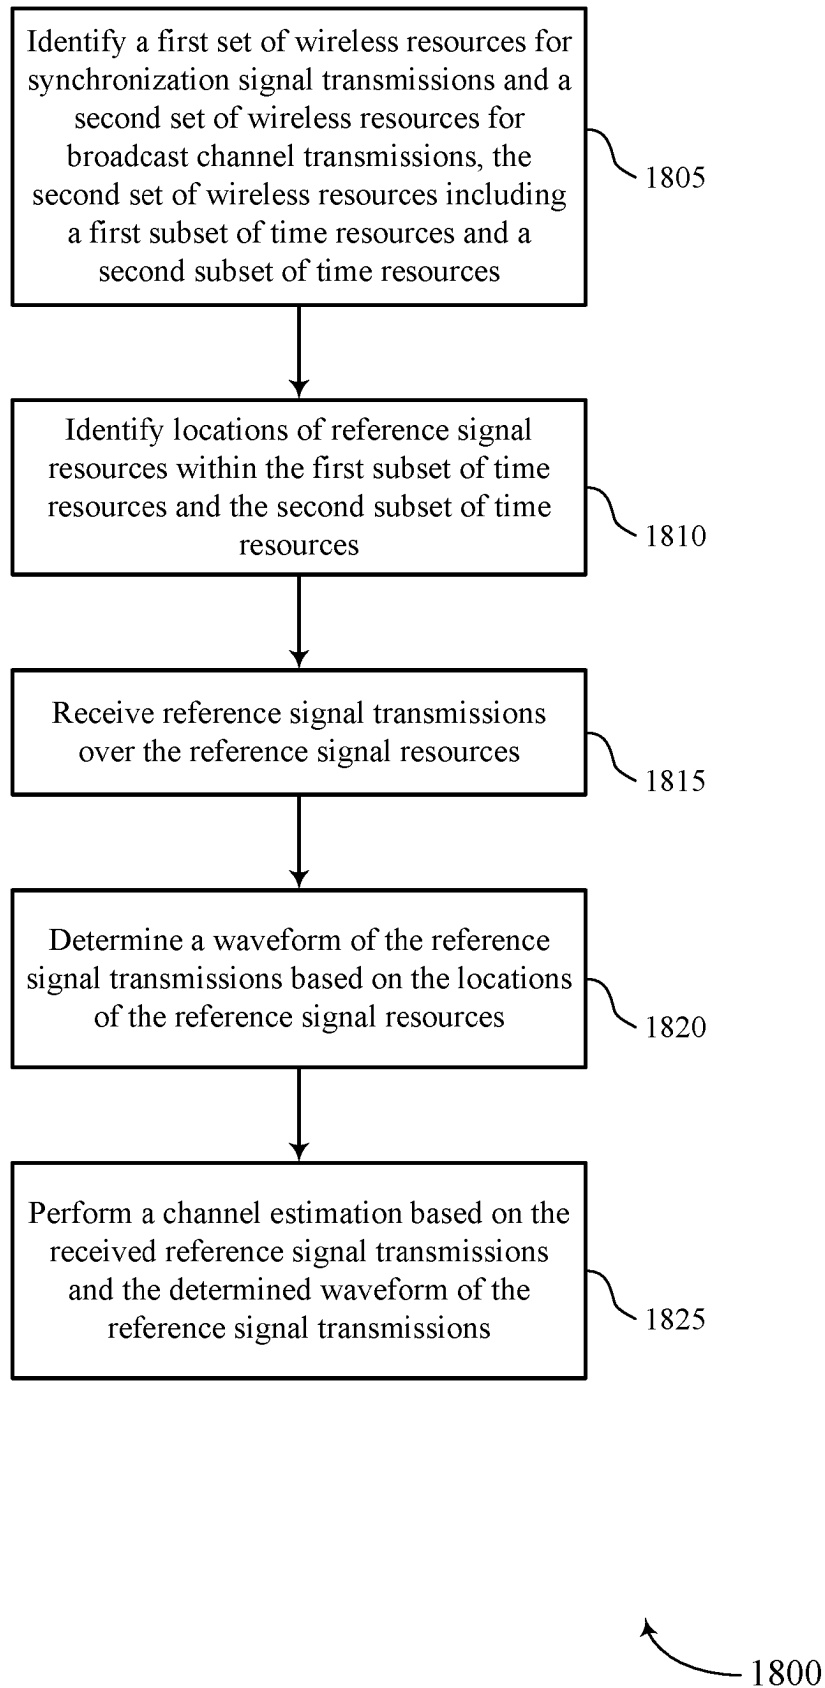 Identify a first set of wireless resources for
synchronization signal transmissions and a
second set of wireless resources for
broadcast channel transmissions, the
second set of wireless resources including
a first subset of time resources and a
second subset of time resources
1805
Identify locations of reference signal
resources within the first subset of time
resources and the second subset of time
resources
1810
Receive reference signal transmissions
over the reference signal resources
1815
Determine a waveform of the reference
signal transmissions based on the locations
of the reference signal resources
1820
Perform a channel estimation based on the
received reference signal transmissions
and the determined waveform of the
reference signal transmissions
1825
1800